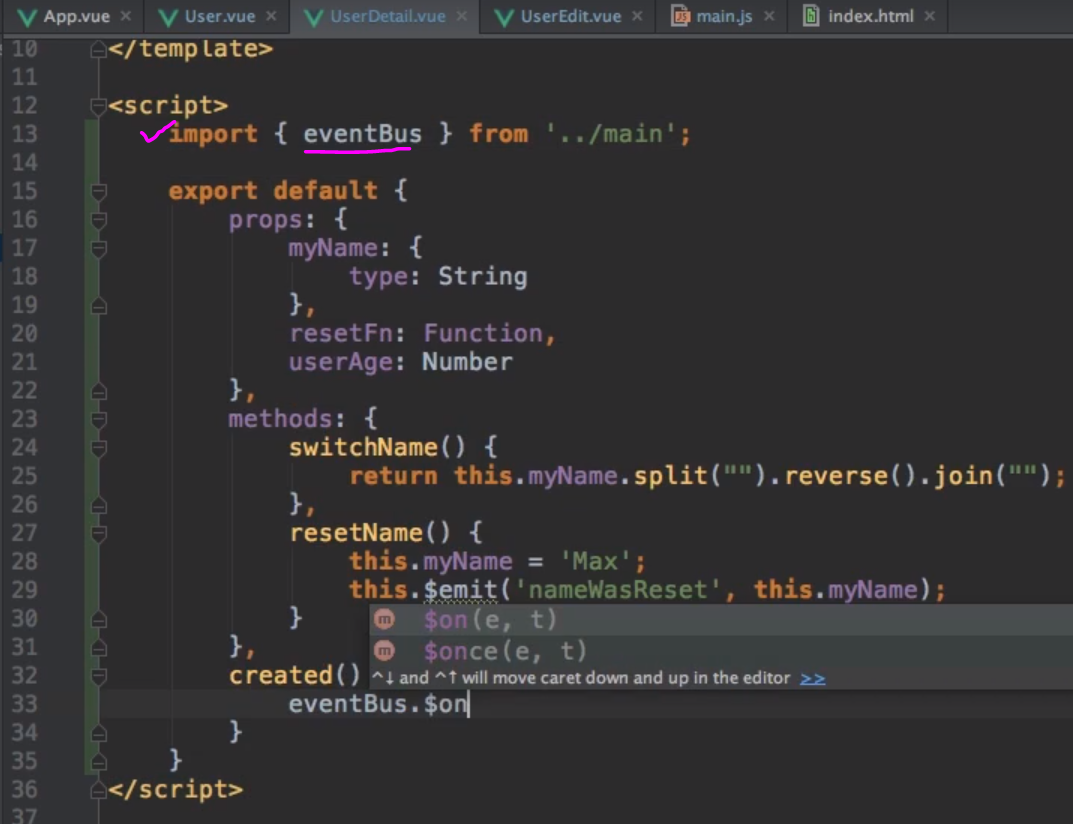 App.vue × User.vue × UserDetail.vue × UserEdit.vue × main.js × index.html ×
10 </template>
11
12 <script>
13 import { eventBus } from '../main';
14
15 export default {
16 props: {
17 myName: {
18 type: String
19 },
20 resetFn: Function,
21 userAge: Number
22 },
23 methods: {
24 switchName() {
25 return this.myName.split("").reverse().join("");
26 },
27 resetName() {
28 this.myName = 'Max';
29 this.$emit('nameWasReset', this.myName);
30 }
m $on(e, t)
31 },
m $once(e, t)
32 created()
^↓ and ^↑ will move caret down and up in the editor >>
33 eventBus.$on
34 }
35 }
36 </script>
37